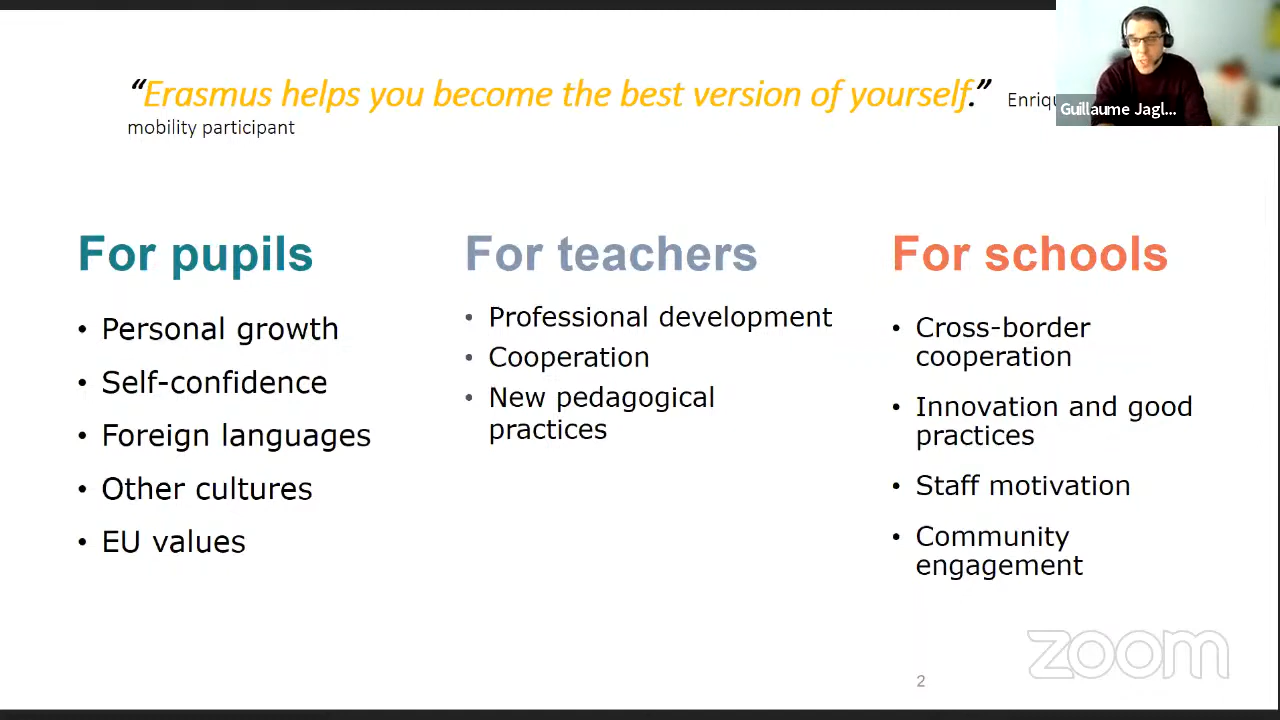 “Erasmus helps you become the best version of yourself.”
mobility participant
Guillaume Jagl...
For pupils
• Personal growth
• Self-confidence
• Foreign languages
• Other cultures
• EU values
For teachers
• Professional development
• Cooperation
• New pedagogical
practices
For schools
• Cross-border
cooperation
• Innovation and good
practices
• Staff motivation
• Community
engagement
zoom
2